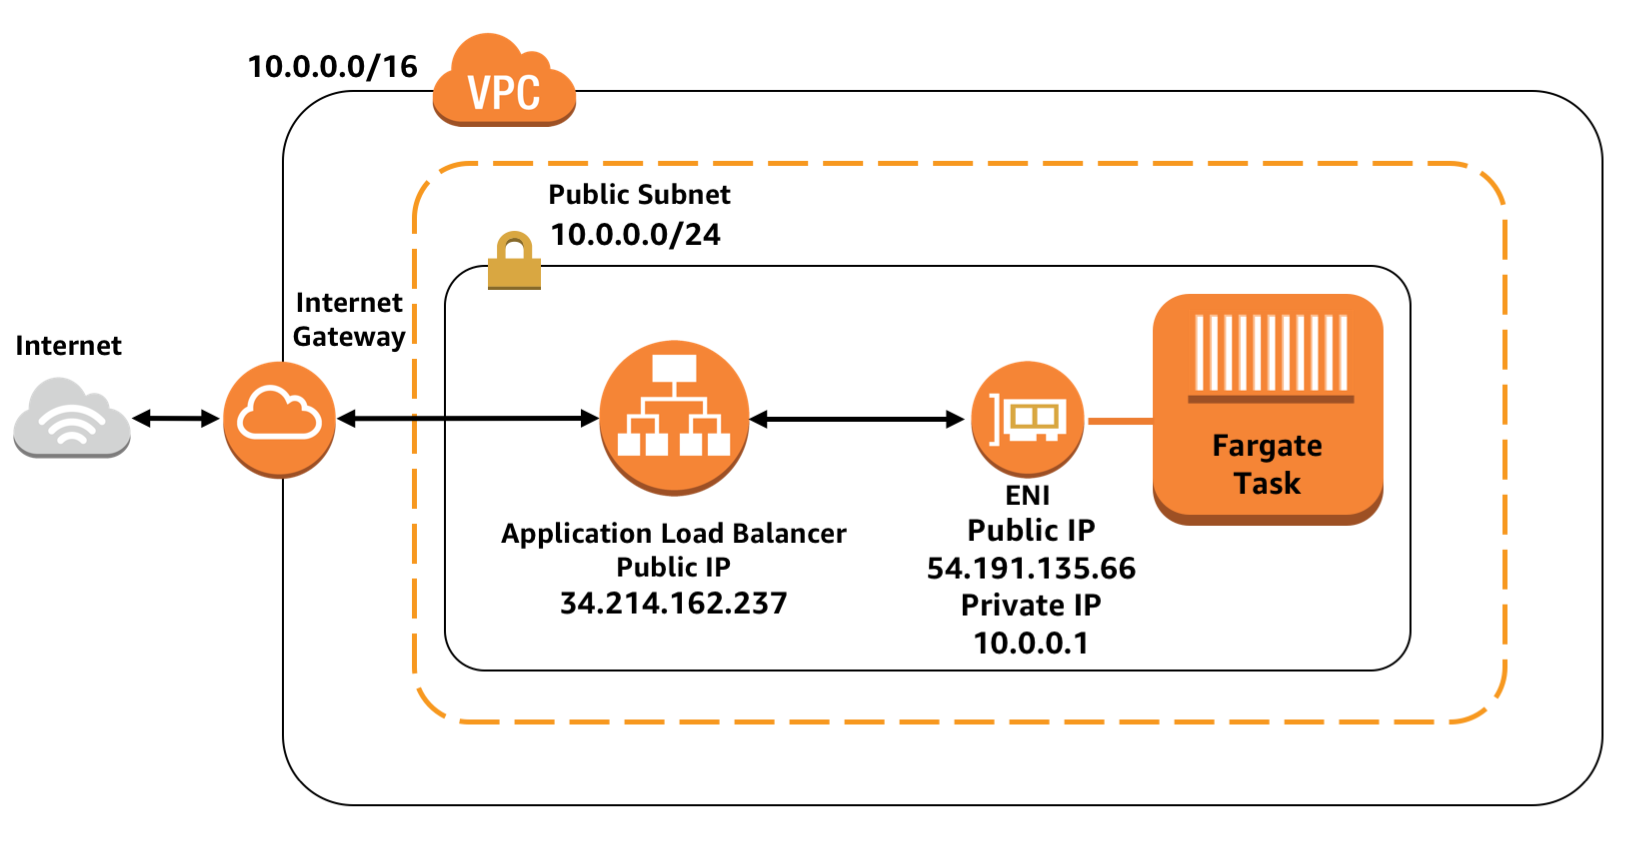 10.0.0.0/16
VPC
Public Subnet
10.0.0.0/24
Internet
Gateway
Internet
Fargate
Task
ENI
Public IP
54.191.135.66
Private IP
10.0.0.1
Application Load Balancer
Public IP
34.214.162.237